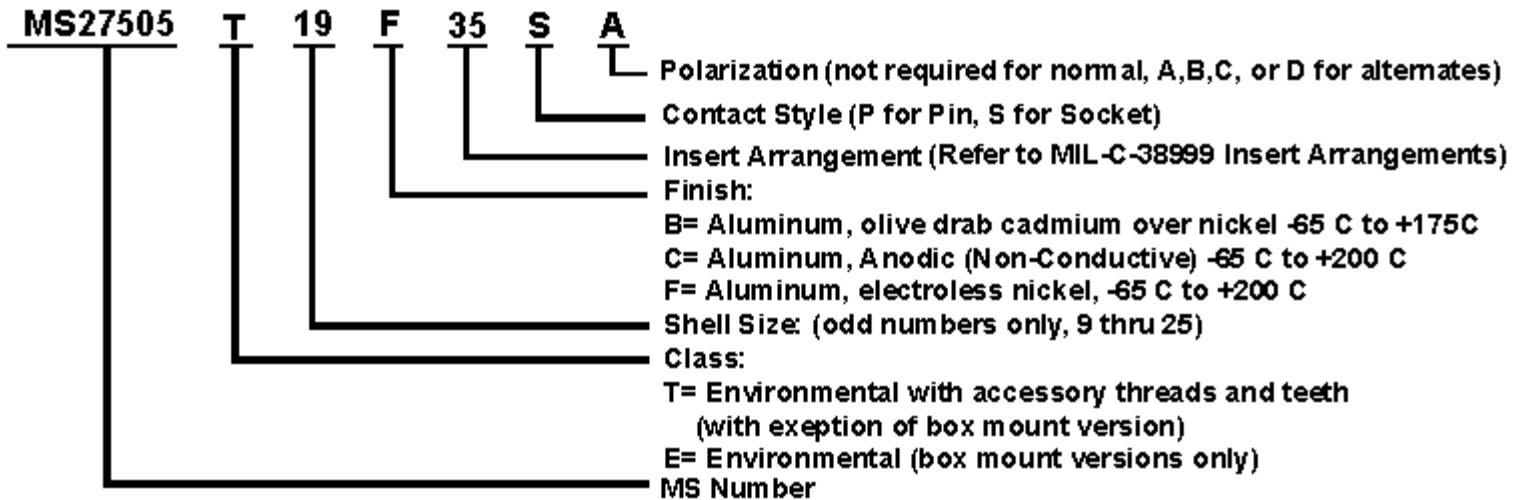 MS27505 T 19 F 35 S A
Polarization (not required for normal, A,B,C, or D for alternates)
Contact Style (P for Pin, S for Socket)
Insert Arrangement (Refer to MIL-C-38999 Insert Arrangements)
Finish:
B= Aluminum, olive drab cadmium over nickel -65 C to +175C
C= Aluminum, Anodic (Non-Conductive) -65 C to +200 C
F= Aluminum, electroless nickel, -65 C to +200 C
Shell Size: (odd numbers only, 9 thru 25)
Class:
T= Environmental with accessory threads and teeth
(with exeption of box mount version)
E= Environmental (box mount versions only)
MS Number